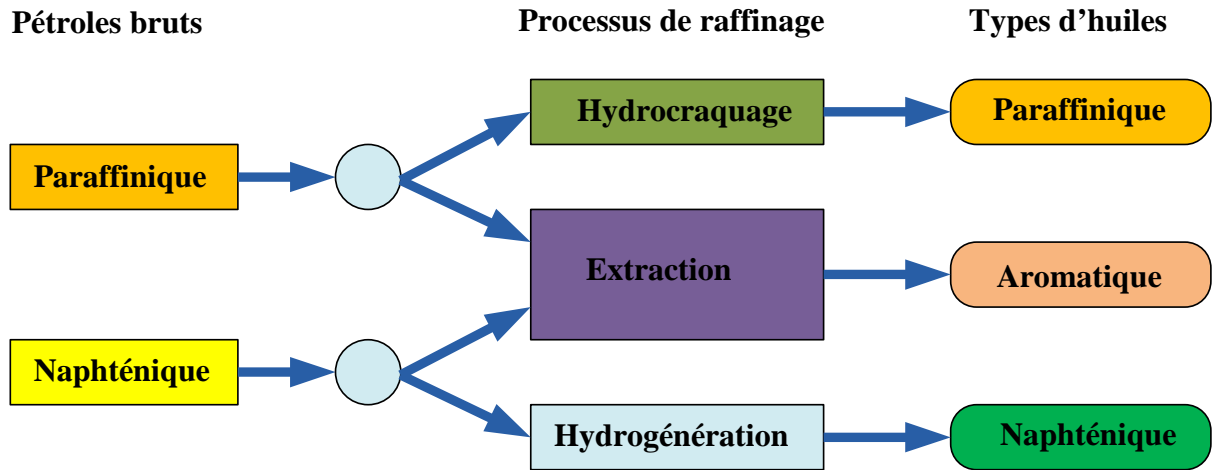 Pétroles bruts
Processus de raffinage
Types d’huiles
Hydrocraquage
Paraffinique
Paraffinique
Extraction
Aromatique
Naphténique
Hydrogénération
Naphténique